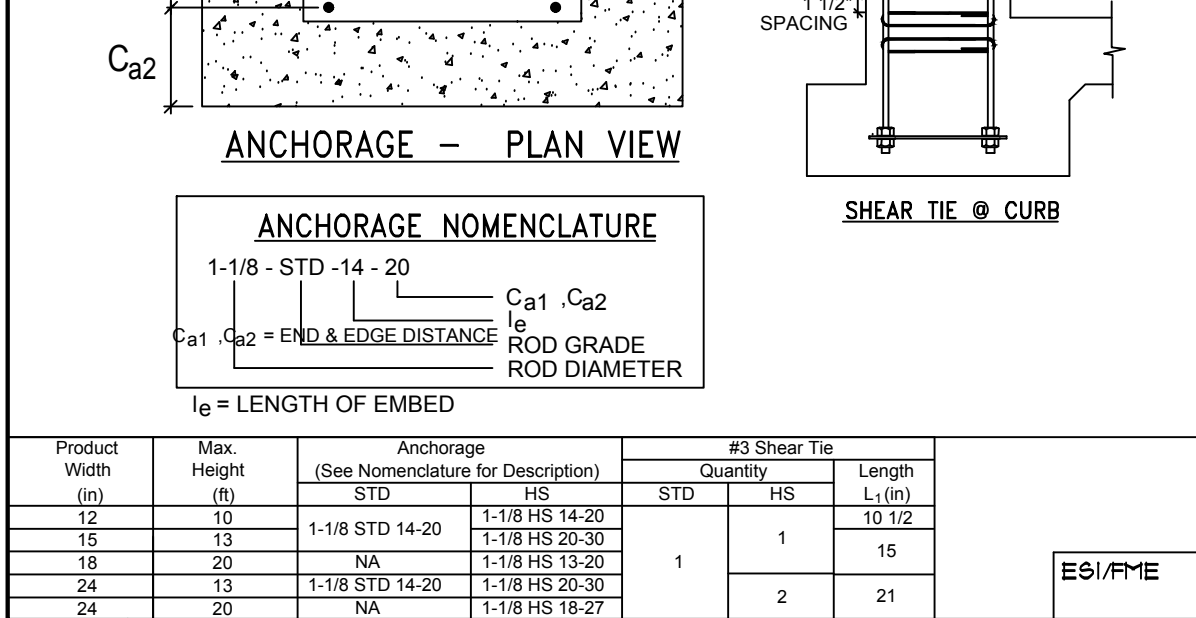 1 1/2"
SPACING
Ca2
ANCHORAGE - PLAN VIEW
SHEAR TIE @ CURB
ANCHORAGE NOMENCLATURE
1-1/8 - STD -14 - 20
Ca1 ,Ca2
le
Ca1 ,Ca2 = END & EDGE DISTANCE
ROD GRADE
ROD DIAMETER
le = LENGTH OF EMBED
Product Width (in) Max. Height (ft) Anchorage (See Nomenclature for Description) #3 Shear Tie
STD HS Quantity Length L1(in)
STD HS
12 10 1-1/8 STD 14-20 1-1/8 HS 14-20 1 1 10 1/2
15 13 1-1/8 HS 20-30 15
18 20 NA 1-1/8 HS 13-20
24 13 1-1/8 STD 14-20 1-1/8 HS 20-30 2 21
24 20 NA 1-1/8 HS 18-27
ESI/FME